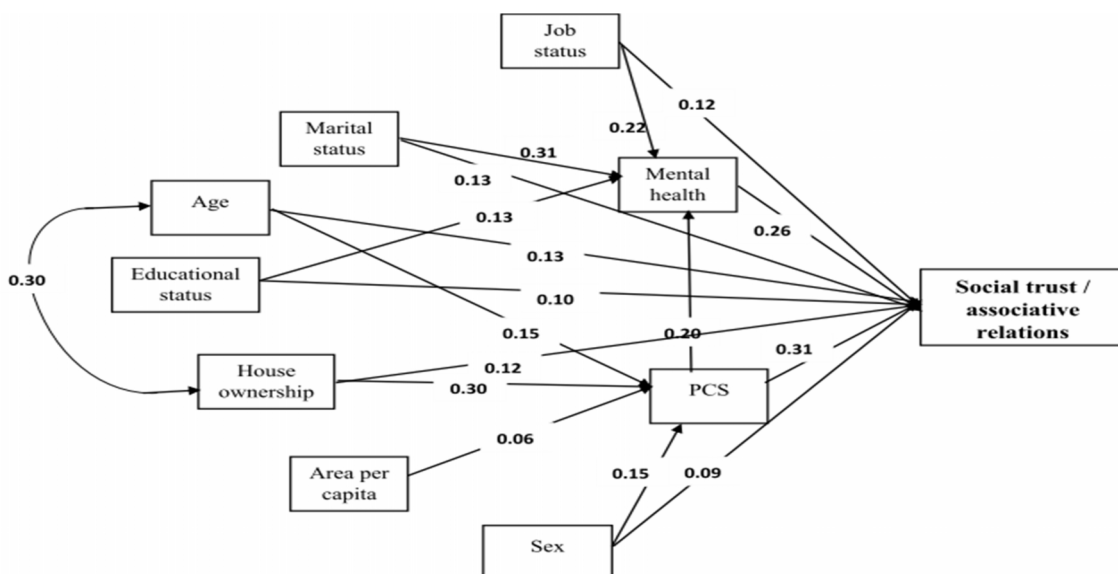 Job
status
0.12
Marital
status
0.22
0.31
Mental
health
0.13
Age
0.13
0.26
0.13
0.30
Educational
status
0.10
Social trust /
associative
relations
0.15
0.20
0.31
House
ownership
0.12
0.30
PCS
0.06
Area per
capita
0.15
0.09
Sex